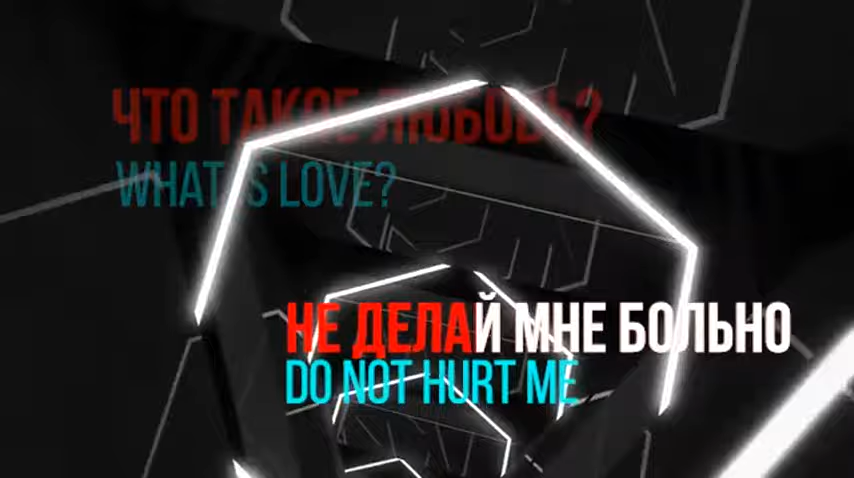 ЧТО ТАКОЕ ЛЮБОВЬ?
WHAT IS LOVE?
НЕ ДЕЛАЙ МНЕ БОЛЬНО
DO NOT HURT ME